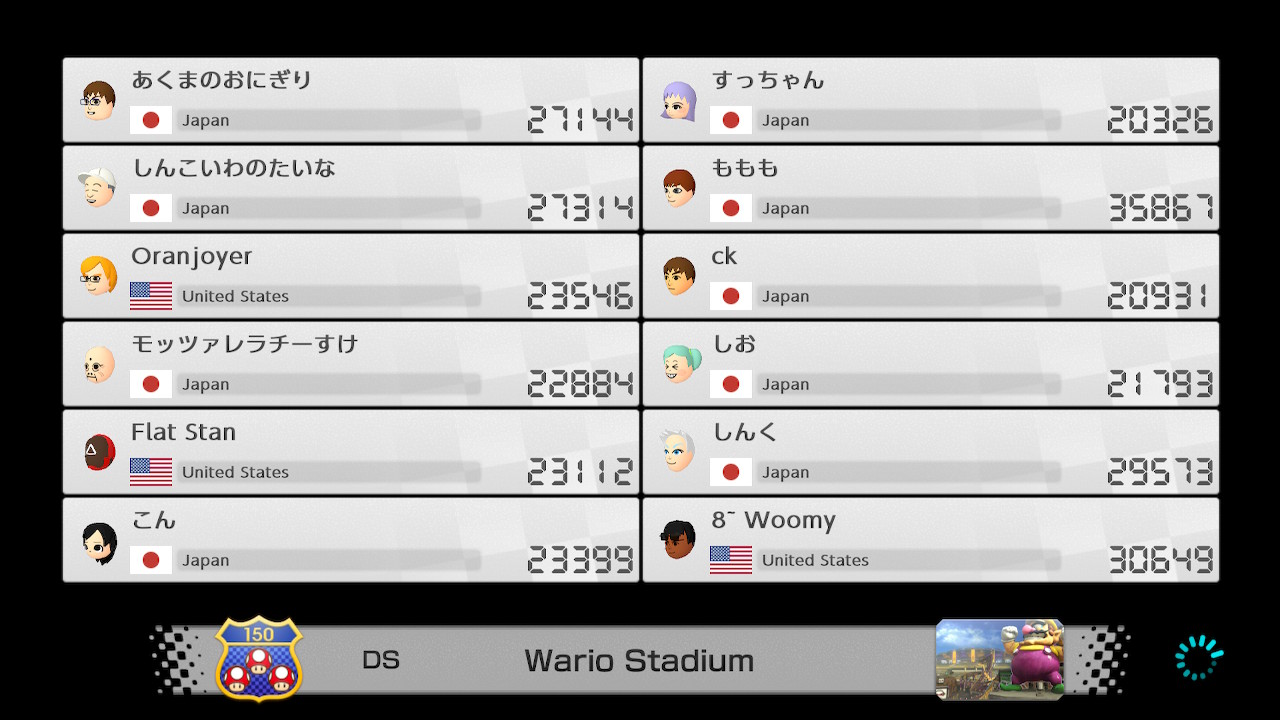 あくまのおにぎり
Japan
27144
すっちゃん
Japan
20326
しんこいわのたいな
Japan
27314
ももも
Japan
35867
Oranjoyer
United States
23546
ck
Japan
20931
モッツァレラチーすけ
Japan
22884
しお
Japan
21793
Flat Stan
United States
23112
しんく
Japan
29573
こん
Japan
23399
8~ Woomy
United States
30649
150
DS
Wario Stadium